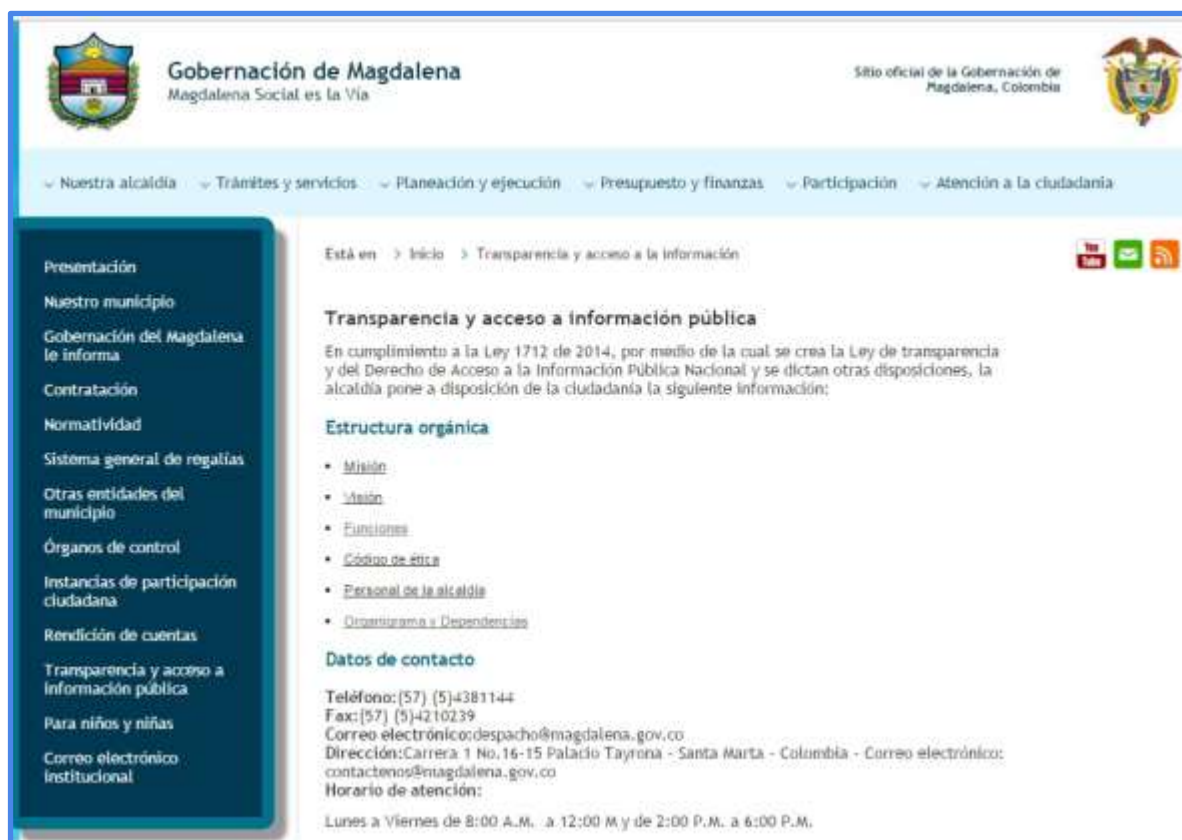 Gobernación de Magdalena
Magdalena Social es la Vía
Sitio oficial de la Gobernación de
Magdalena, Colombia
Nuestra alcaldía
Trámites y servicios
Planeación y ejecución
Presupuesto y finanzas
Participación
Atención a la ciudadanía
Presentación
Nuestro municipio
Gobernación del Magdalena
le informa
Contratación
Normatividad
Sistema general de regalías
Otras entidades del
municipio
Órganos de control
Instancias de participación
ciudadana
Rendición de cuentas
Transparencia y acceso a
información pública
Para niños y niñas
Correo electrónico
institucional
Está en > Inicio > Transparencia y acceso a la información
You
Tube
Transparencia y acceso a información pública
En cumplimiento a la Ley 1712 de 2014, por medio de la cual se crea la Ley de transparencia
y del Derecho de Acceso a la Información Pública Nacional y se dictan otras disposiciones, la
alcaldía pone a disposición de la ciudadanía la siguiente información:
Estructura orgánica
• Misión
• Visión
• Funciones
• Código de ética
• Personal de la alcaldía
• Organigrama y Dependencias
Datos de contacto
Teléfono:(57) (5)4381144
Fax:(57) (5)4210239
Correo electrónico:despacho@magdalena.gov.co
Dirección:Carrera 1 No.16-15 Palacio Tayrona - Santa Marta - Colombia - Correo electrónico:
contactenos@magdalena.gov.co
Horario de atención:
Lunes a Viernes de 8:00 A.M. a 12:00 M y de 2:00 P.M. a 6:00 P.M.